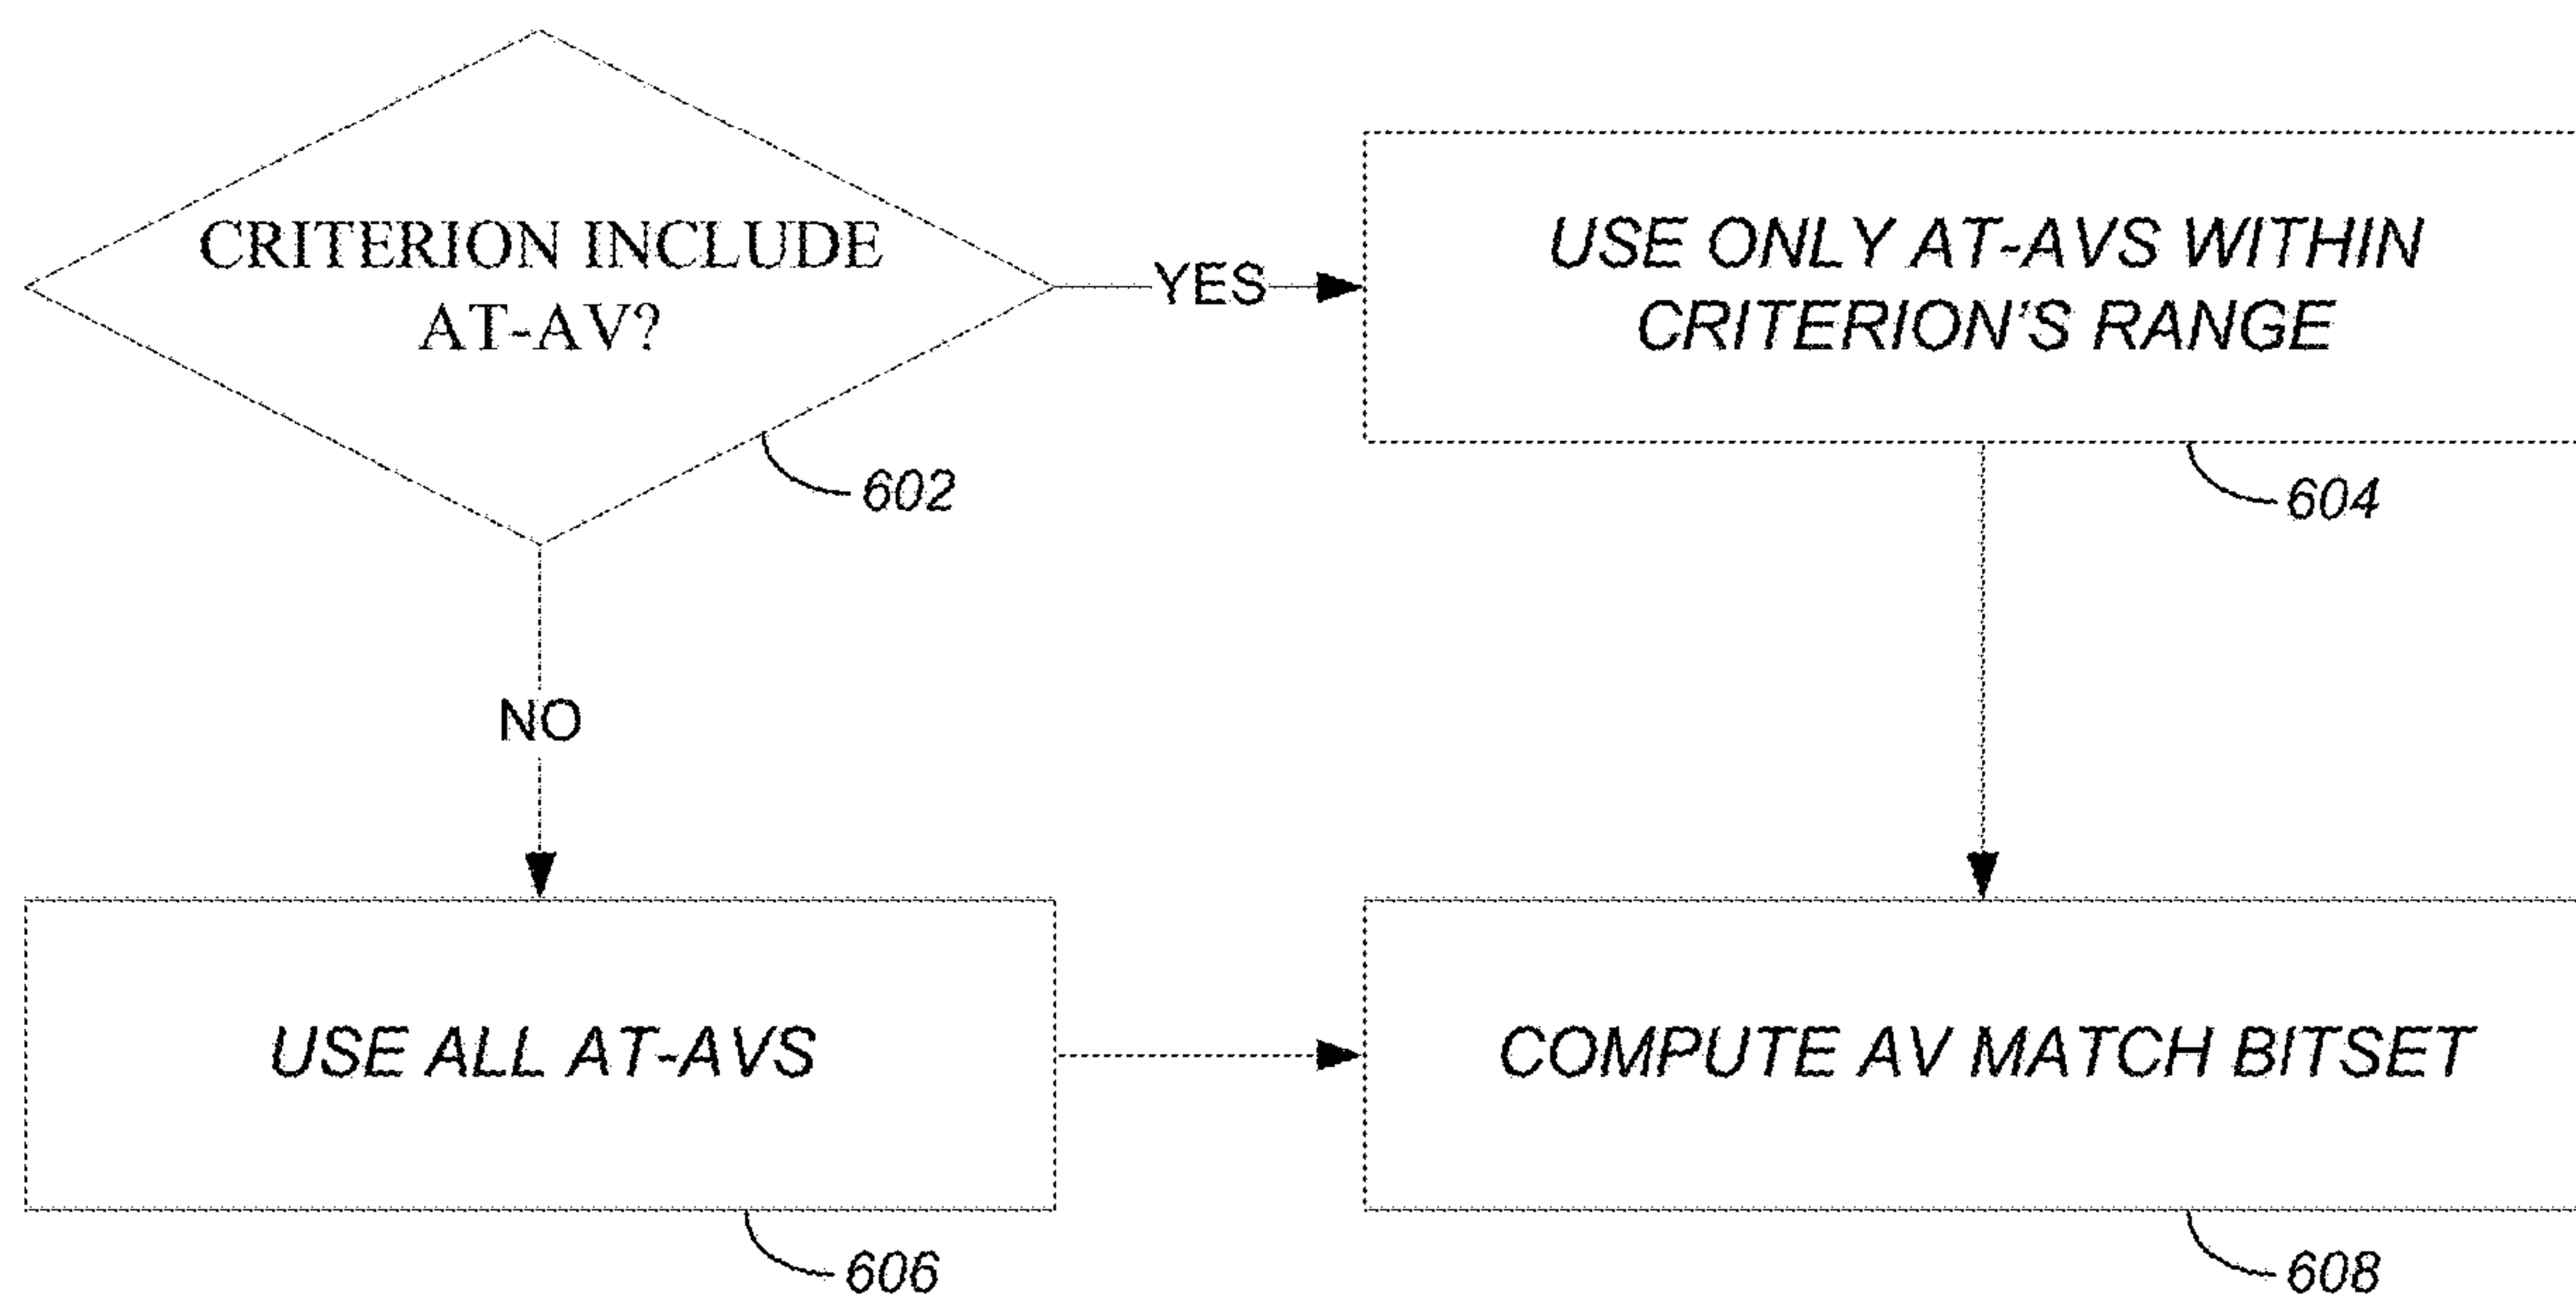 CRITERION INCLUDE
AT-AV?
YES
USE ONLY AT-AVS WITHIN
CRITERION'S RANGE
602
604
NO
USE ALL AT-AVS
COMPUTE AV MATCH BITSET
606
608